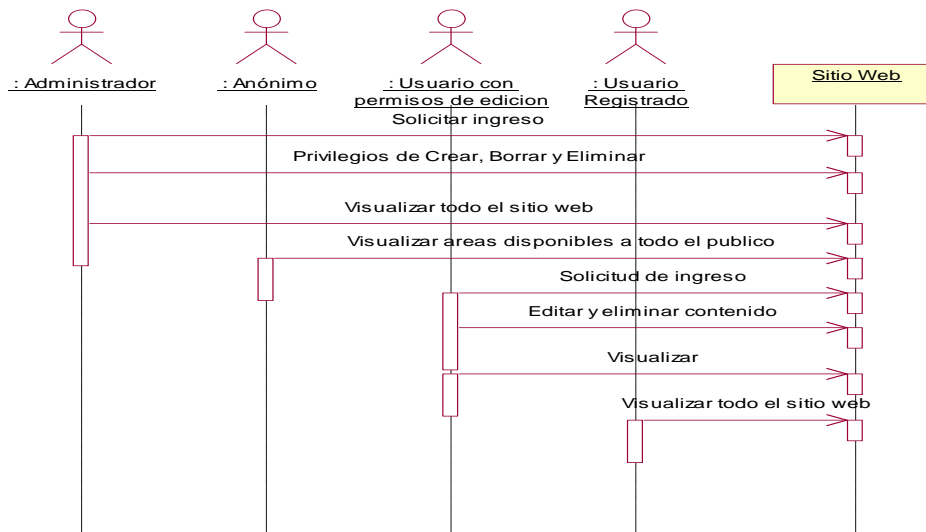 : Administrador
: Anónimo
: Usuario con
permisos de edicion
: Usuario
Registrado
Sitio Web
Solicitar ingreso
Privilegios de Crear, Borrar y Eliminar
Visualizar todo el sitio web
Visualizar areas disponibles a todo el publico
Solicitud de ingreso
Editar y eliminar contenido
Visualizar
Visualizar todo el sitio web